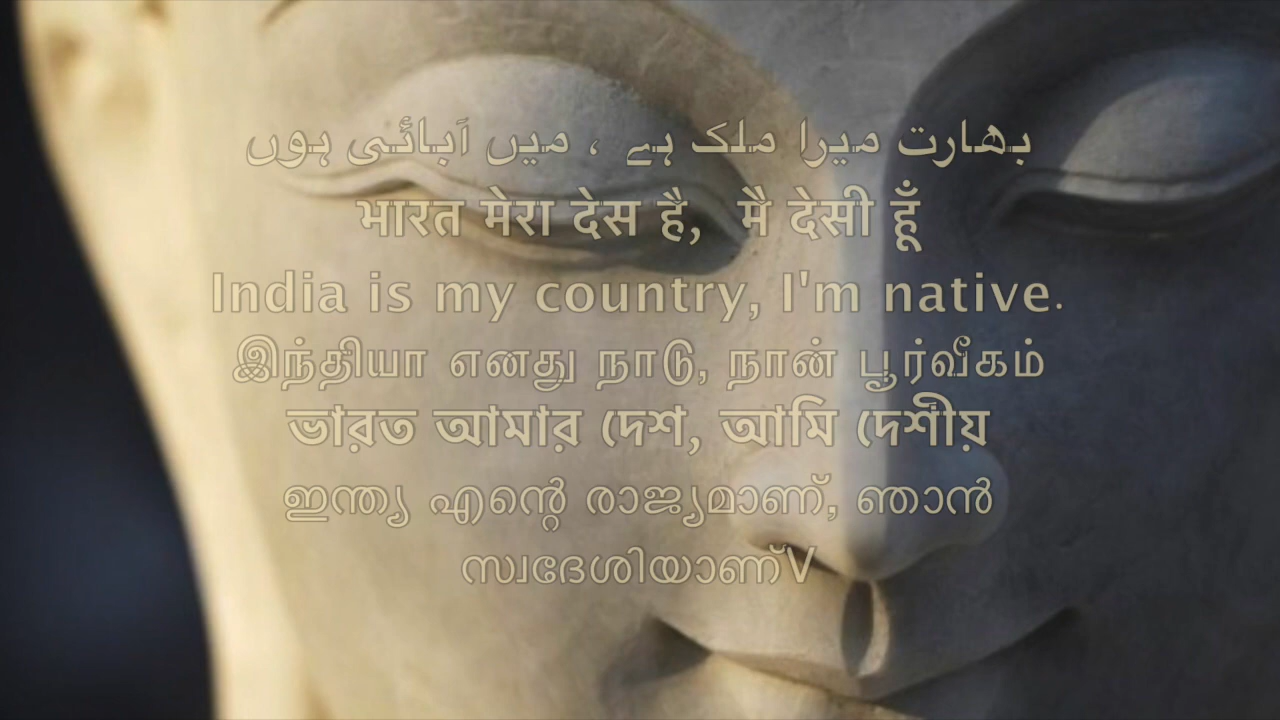 بھارت میرا ملک ہے ، میں آبائی ہوں
भारत मेरा देस है, मै देसी हूँ
India is my country, I'm native.
இந்தியா எனது நாடு, நான் பூர்வீகம்
ভারত আমার দেশ, আমি দেশীয়
ഇന്ത്യ എന്റെ രാജ്യമാണ്, ഞാൻ
സ്വദേശിയാണ്V